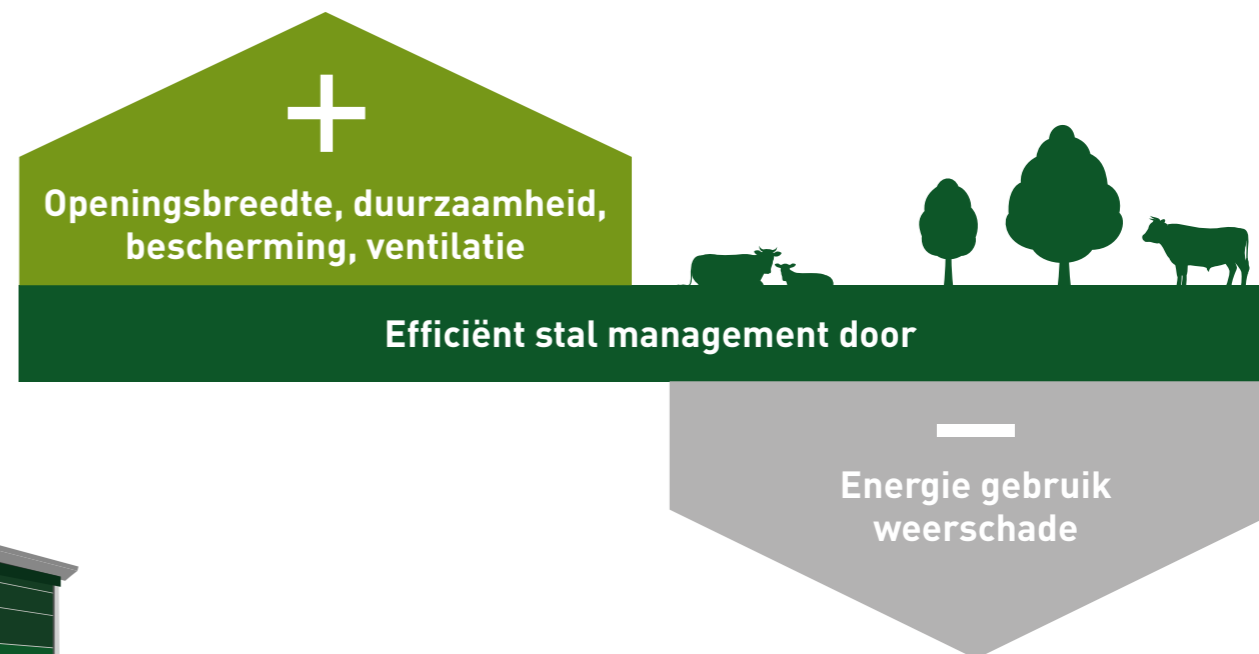 +
Openingsbreedte, duurzaamheid,
bescherming, ventilatie
Efficiënt stal management door
—
Energie gebruik
weerschade